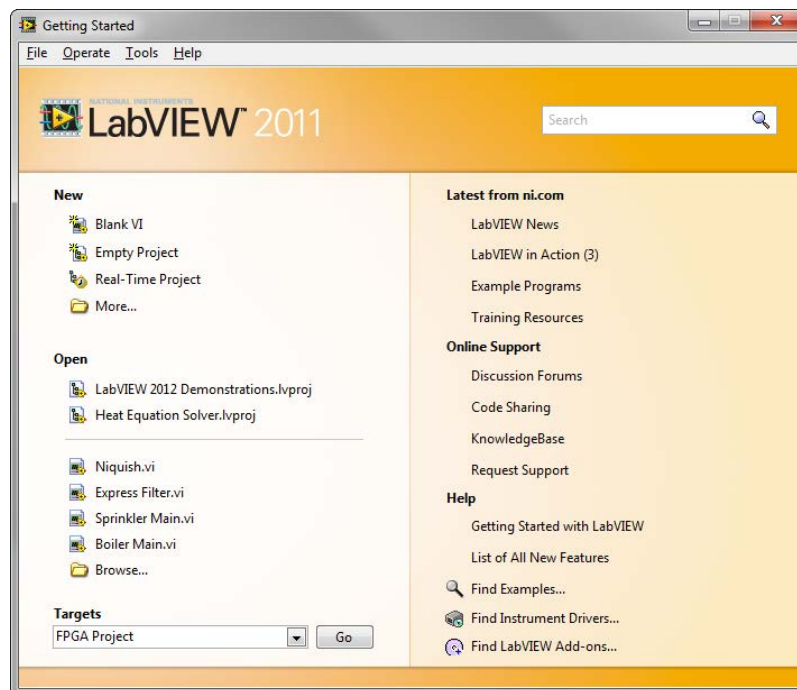 Getting Started
File Operate Tools Help
NATIONAL INSTRUMENTS
LabVIEW™ 2011
Search
New
Blank VI
Empty Project
Real-Time Project
More...
Open
LabVIEW 2012 Demonstrations.lvproj
Heat Equation Solver.lvproj
Niquish.vi
Express Filter.vi
Sprinkler Main.vi
Boiler Main.vi
Browse...
Targets
FPGA Project
Go
Latest from ni.com
LabVIEW News
LabVIEW in Action (3)
Example Programs
Training Resources
Online Support
Discussion Forums
Code Sharing
KnowledgeBase
Request Support
Help
Getting Started with LabVIEW
List of All New Features
Find Examples...
Find Instrument Drivers...
Find LabVIEW Add-ons...